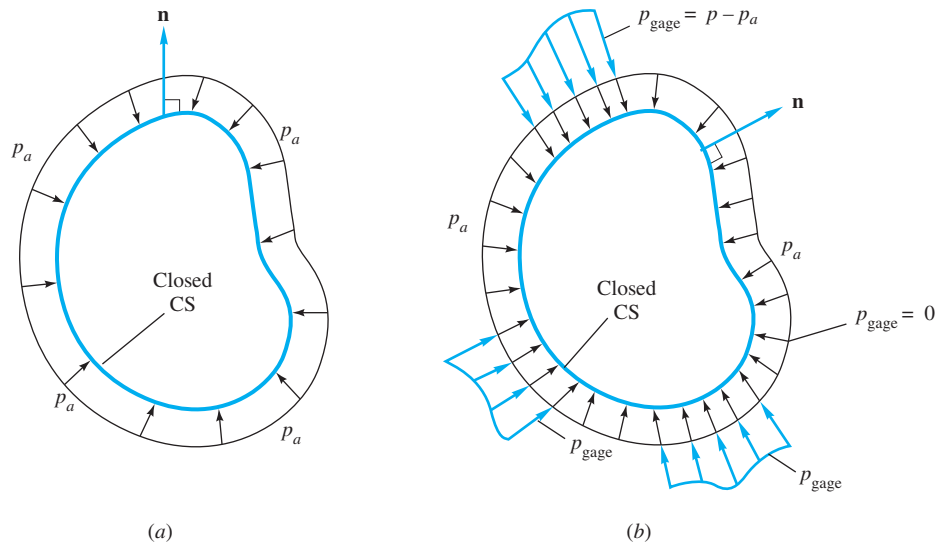 n
p_a
p_a
Closed
CS
p_a
p_a
(a)
p_gage = p – p_a
n
p_a
p_a
Closed
CS
p_gage = 0
p_gage
p_gage
(b)